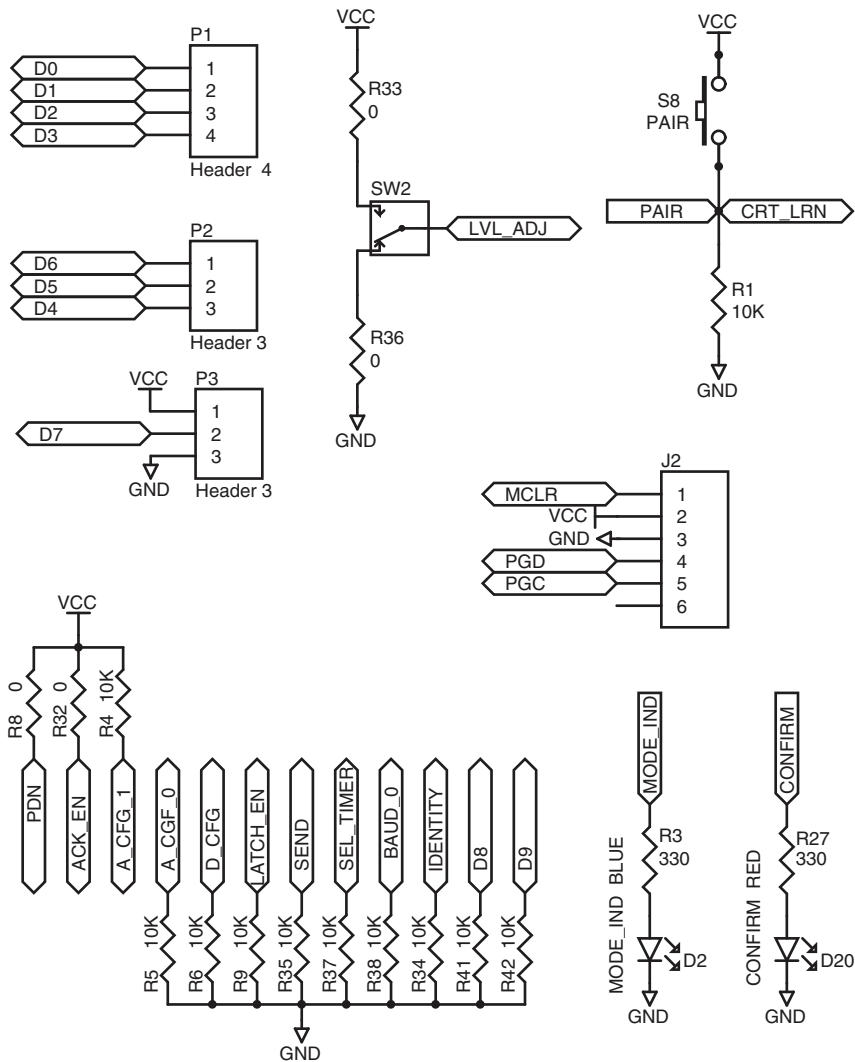 P1
D0 1
D1 2
D2 3
D3 4
Header 4
P2
D6 1
D5 2
D4 3
Header 3
VCC P3
1
D7 2
3
GND Header 3
VCC
R33
0
SW2
LVL_ADJ
R36
0
GND
VCC
S8
PAIR
PAIR CRT_LRN
R1
10K
GND
J2
MCLR 1
VCC 2
GND 3
PGD 4
PGC 5
6
VCC
R8 0
R32 0
R4 10K
PDN
ACK_EN
A_CFG_1
A_CGF_0
D_CFG
LATCH_EN
SEND
SEL_TIMER
BAUD_0
IDENTITY
D8
D9
R5 10K
R6 10K
R9 10K
R35 10K
R37 10K
R38 10K
R34 10K
R41 10K
R42 10K
GND
MODE_IND
R3
330
MODE_IND BLUE
D2
GND
CONFIRM
R27
330
CONFIRM RED
D20
GND